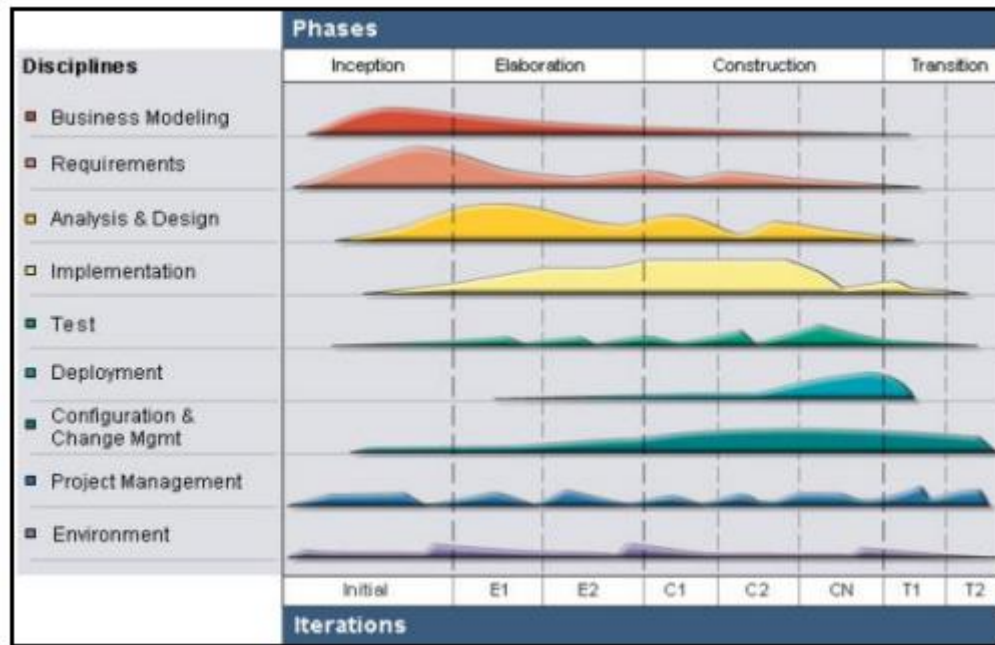 Phases
Disciplines
Inception Elaboration Construction Transition
Business Modeling
Requirements
Analysis & Design
Implementation
Test
Deployment
Configuration &
Change Mgmt
Project Management
Environment
Initial E1 E2 C1 C2 CN T1 T2
Iterations